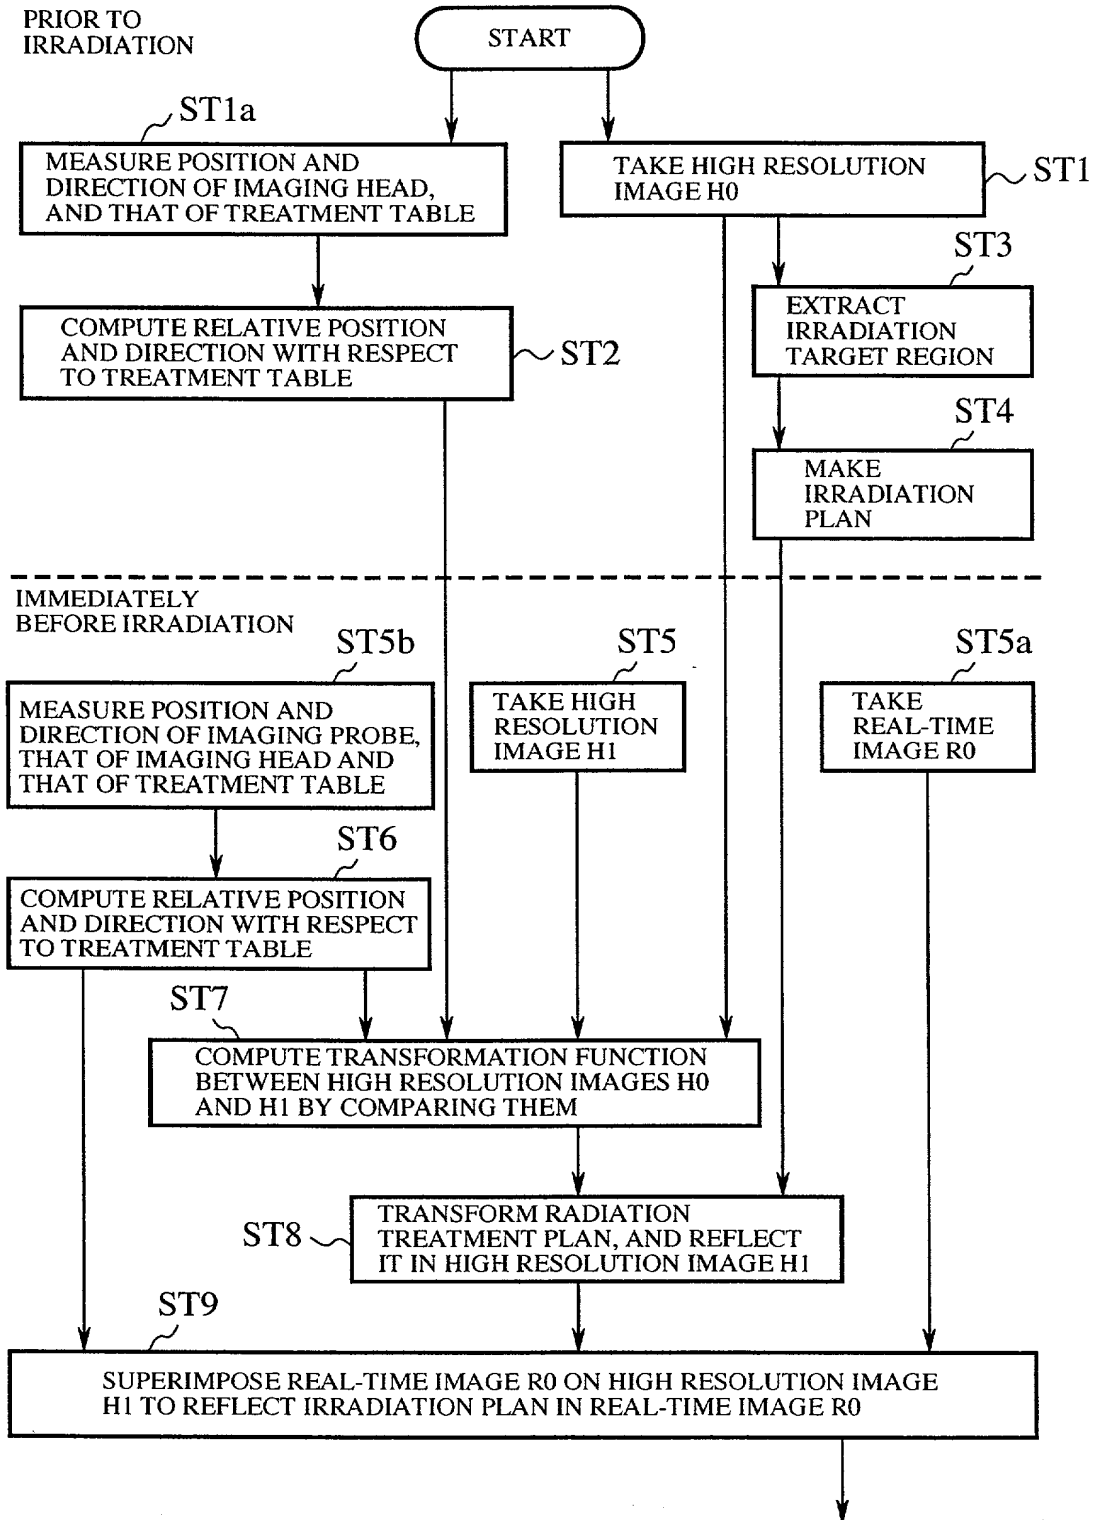 PRIOR TO
IRRADIATION
START
ST1a
MEASURE POSITION AND
DIRECTION OF IMAGING HEAD,
AND THAT OF TREATMENT TABLE
TAKE HIGH RESOLUTION
IMAGE H0
ST1
ST3
EXTRACT
IRRADIATION
TARGET REGION
COMPUTE RELATIVE POSITION
AND DIRECTION WITH RESPECT
TO TREATMENT TABLE
ST2
ST4
MAKE
IRRADIATION
PLAN
IMMEDIATELY
BEFORE IRRADIATION
ST5b
MEASURE POSITION AND
DIRECTION OF IMAGING PROBE,
THAT OF IMAGING HEAD AND
THAT OF TREATMENT TABLE
ST5
TAKE HIGH
RESOLUTION
IMAGE H1
ST5a
TAKE
REAL-TIME
IMAGE R0
ST6
COMPUTE RELATIVE POSITION
AND DIRECTION WITH RESPECT
TO TREATMENT TABLE
ST7
COMPUTE TRANSFORMATION FUNCTION
BETWEEN HIGH RESOLUTION IMAGES H0
AND H1 BY COMPARING THEM
ST8
TRANSFORM RADIATION
TREATMENT PLAN, AND REFLECT
IT IN HIGH RESOLUTION IMAGE H1
ST9
SUPERIMPOSE REAL-TIME IMAGE R0 ON HIGH RESOLUTION IMAGE
H1 TO REFLECT IRRADIATION PLAN IN REAL-TIME IMAGE R0